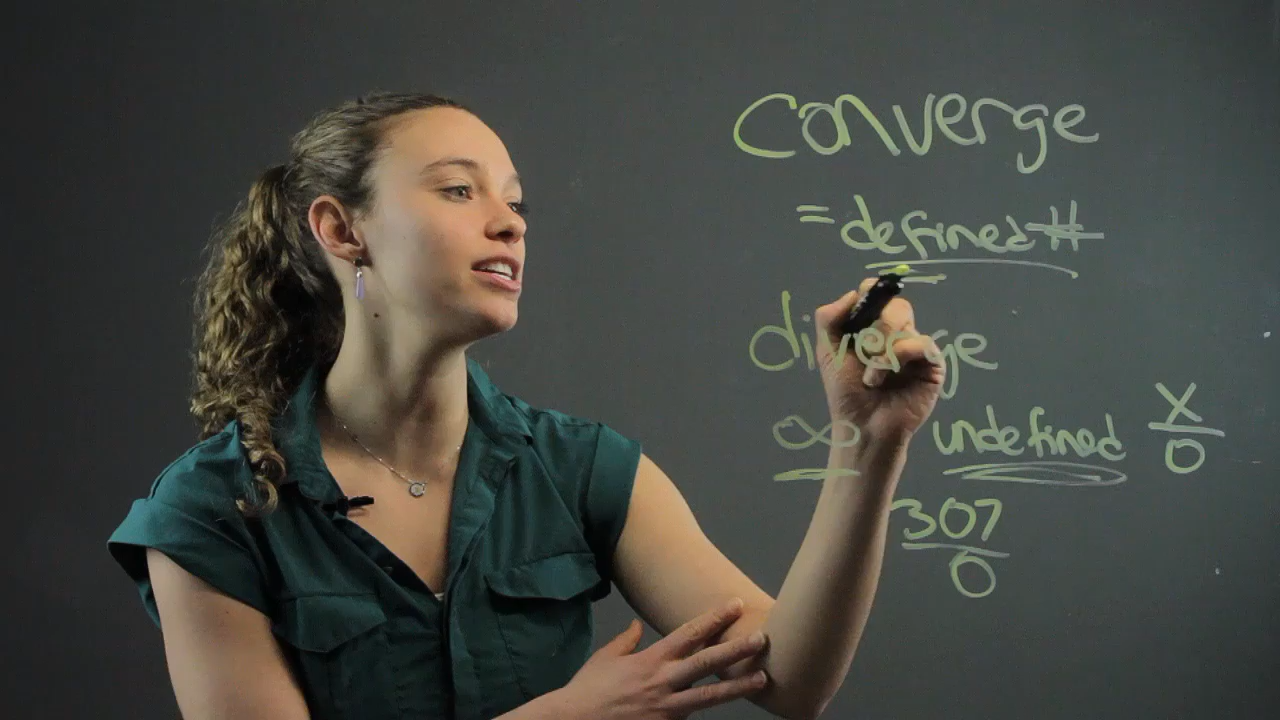 Converge
= defined #
diverge
∞ undefined X/0
307/0